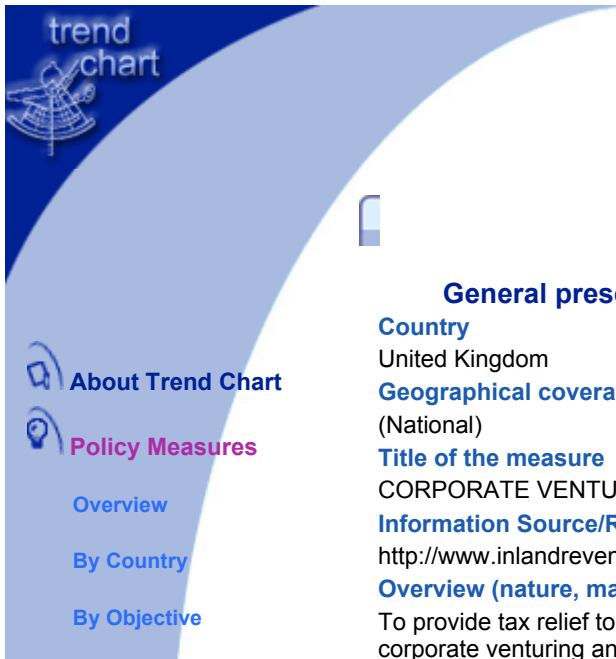 trend
chart
About Trend Chart
Policy Measures
Overview
By Country
By Objective
General pres
Country
United Kingdom
Geographical covera
(National)
Title of the measure
CORPORATE VENTU
Information Source/R
http://www.inlandreven
Overview (nature, ma
To provide tax relief to
corporate venturing an